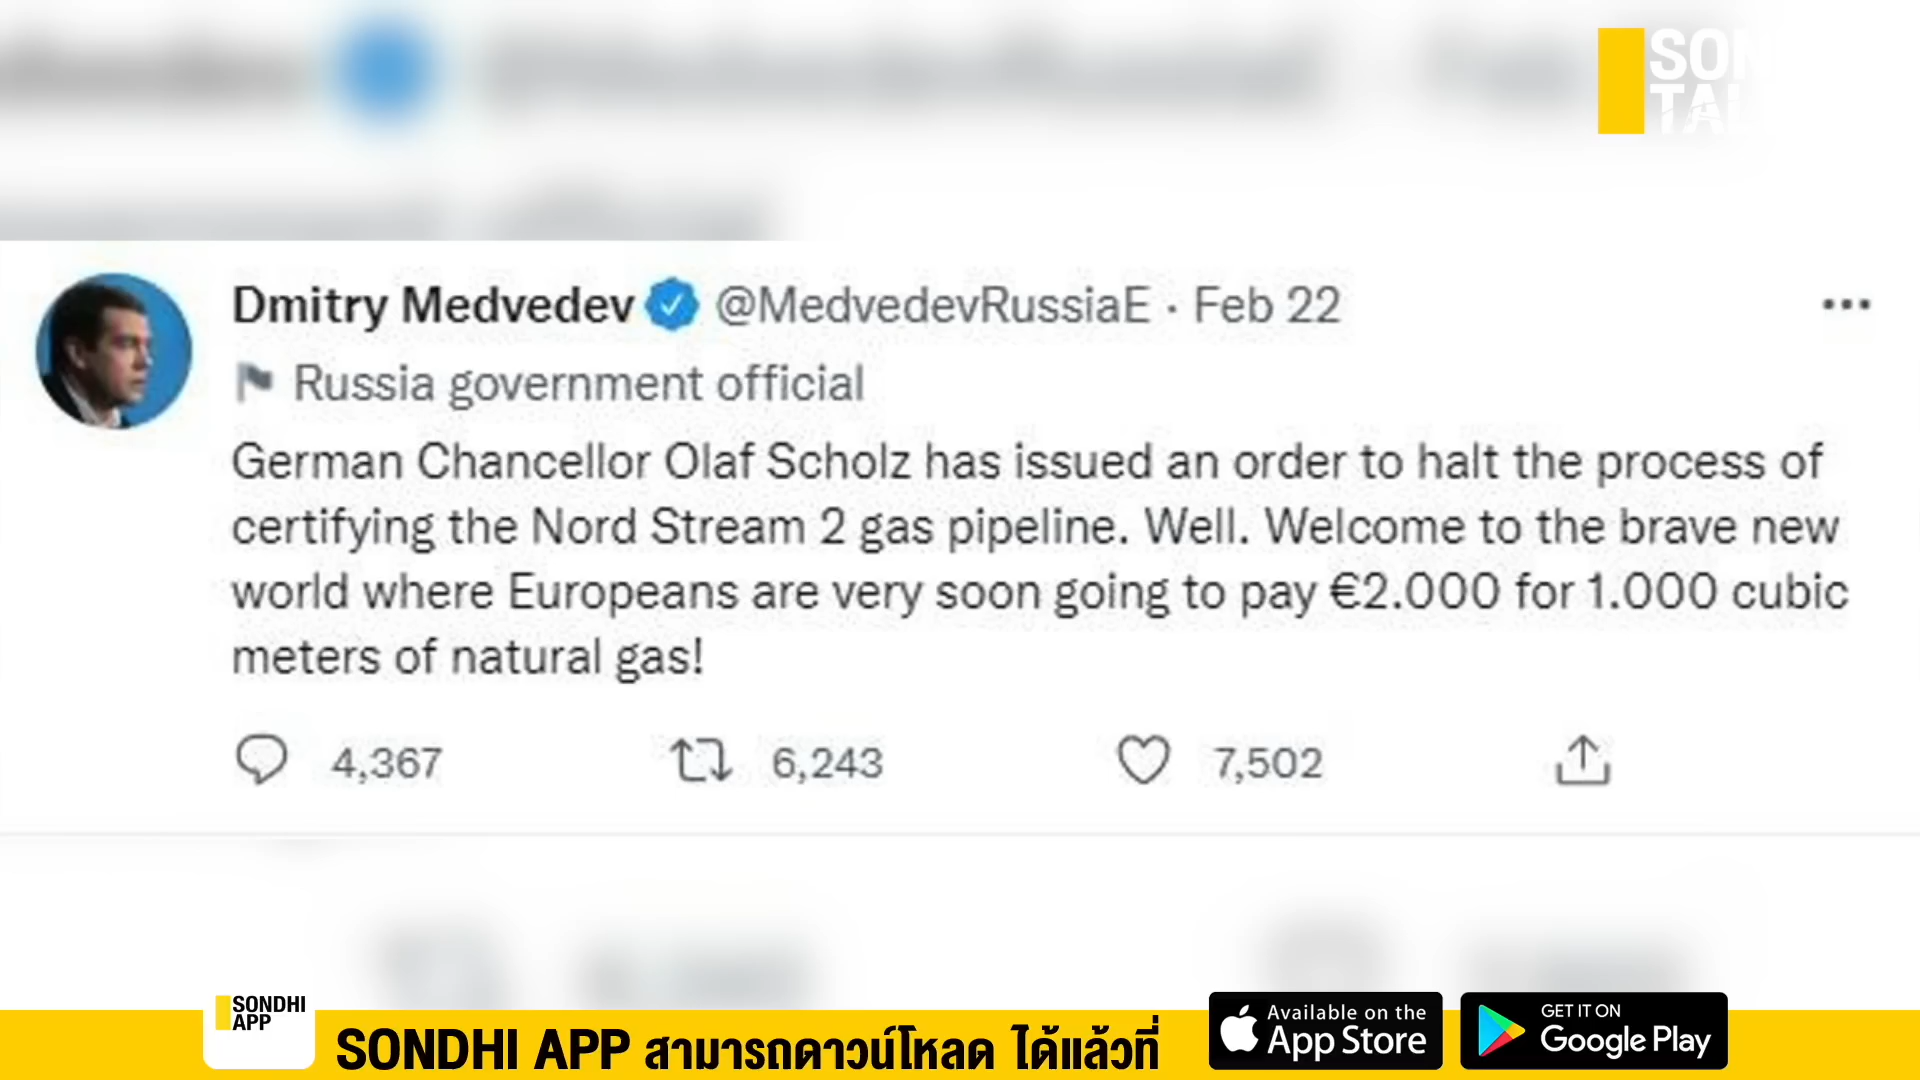 SON
TAL
Dmitry Medvedev @MedvedevRussiaE · Feb 22
Russia government official
German Chancellor Olaf Scholz has issued an order to halt the process of
certifying the Nord Stream 2 gas pipeline. Well. Welcome to the brave new
world where Europeans are very soon going to pay €2.000 for 1.000 cubic
meters of natural gas!
4,367 6,243 7,502
SONDHI
APP
SONDHI APP สามารถดาวน์โหลด ได้แล้วที่
Available on the
App Store
GET IT ON
Google Play